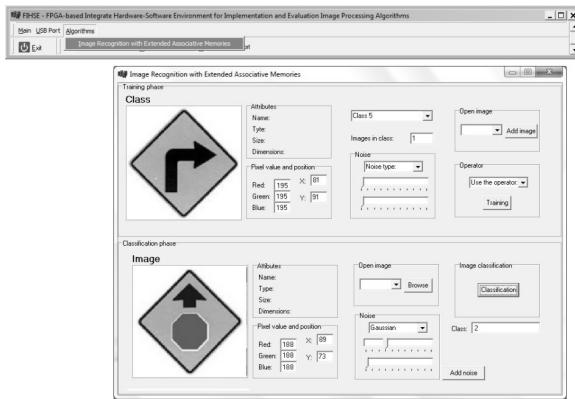 FIHSE - FPGA-based Integrate Hardware-Software Environment for Implementation and Evaluation Image Processing Algorithms
Main USB Port Algorithms
Exit Image Recognition with Extended Associative Memories
Image Recognition with Extended Associative Memories
Training phase
Class
Attributes
Name:
Tyte:
Size:
Dimensions:
Pixel value and position
Red: 195 X: 81
Green: 195 Y: 91
Blue: 195
Class 5
Images in class: 1
Noise
Noise type:
Open image
Add image
Operator
Use the operator:
Training
Classification phase
Image
Attibutes
Name:
Type:
Size:
Dimensions:
Pixel value and position
Red: 188 X: 89
Green: 188 Y: 73
Blue: 188
Open image
Browse
Noise
Gaussian
Add noise
Image classification
Classification
Class: 2